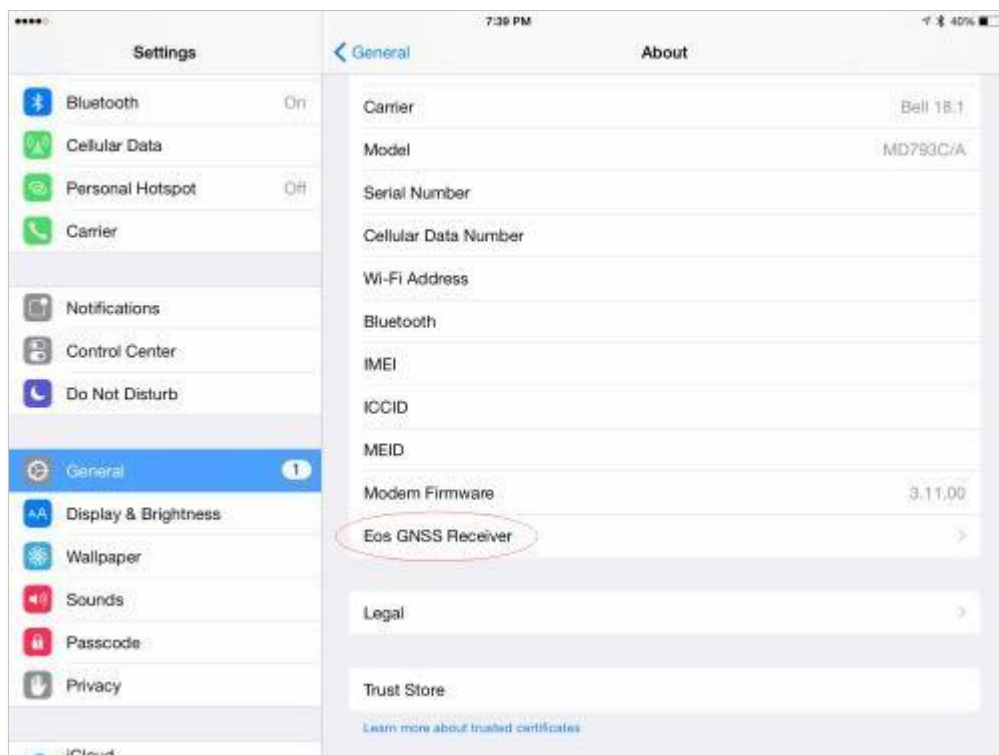 7:39 PM
40%
Settings
General
About
Bluetooth On
Cellular Data
Personal Hotspot Off
Carrier
Notifications
Control Center
Do Not Disturb
General 1
Display & Brightness
AA
Wallpaper
Sounds
Passcode
Privacy
iCloud
Carrier Bell 18.1
Model MD793C/A
Serial Number
Cellular Data Number
Wi-Fi Address
Bluetooth
IMEI
ICCID
MEID
Modem Firmware 3.11.00
Eos GNSS Receiver
Legal
Trust Store
Learn more about trusted certificates